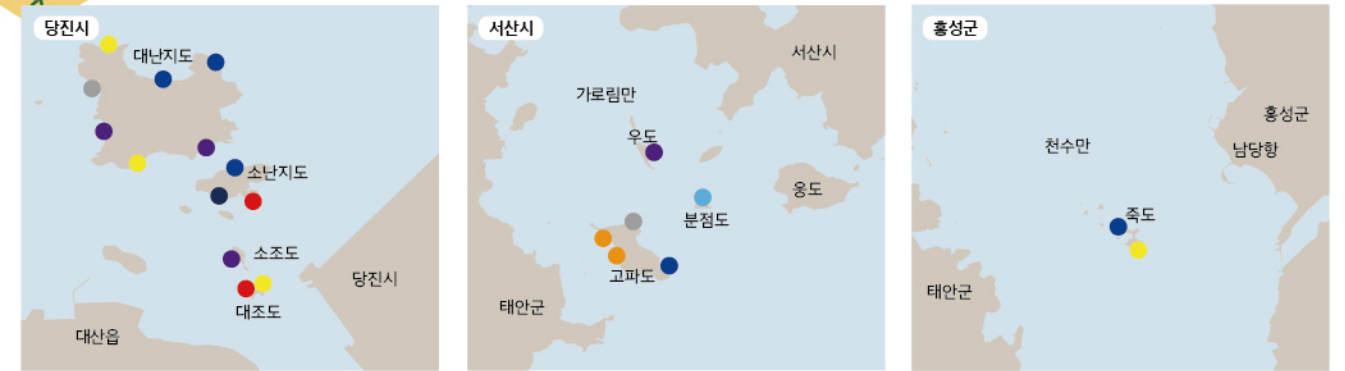 당진시
대난지도
소난지도
소조도
당진시
대조도
대산읍
서산시
서산시
가로림만
우도
웅도
분점도
고파도
태안군
홍성군
홍성군
천수만
남당항
죽도
태안군